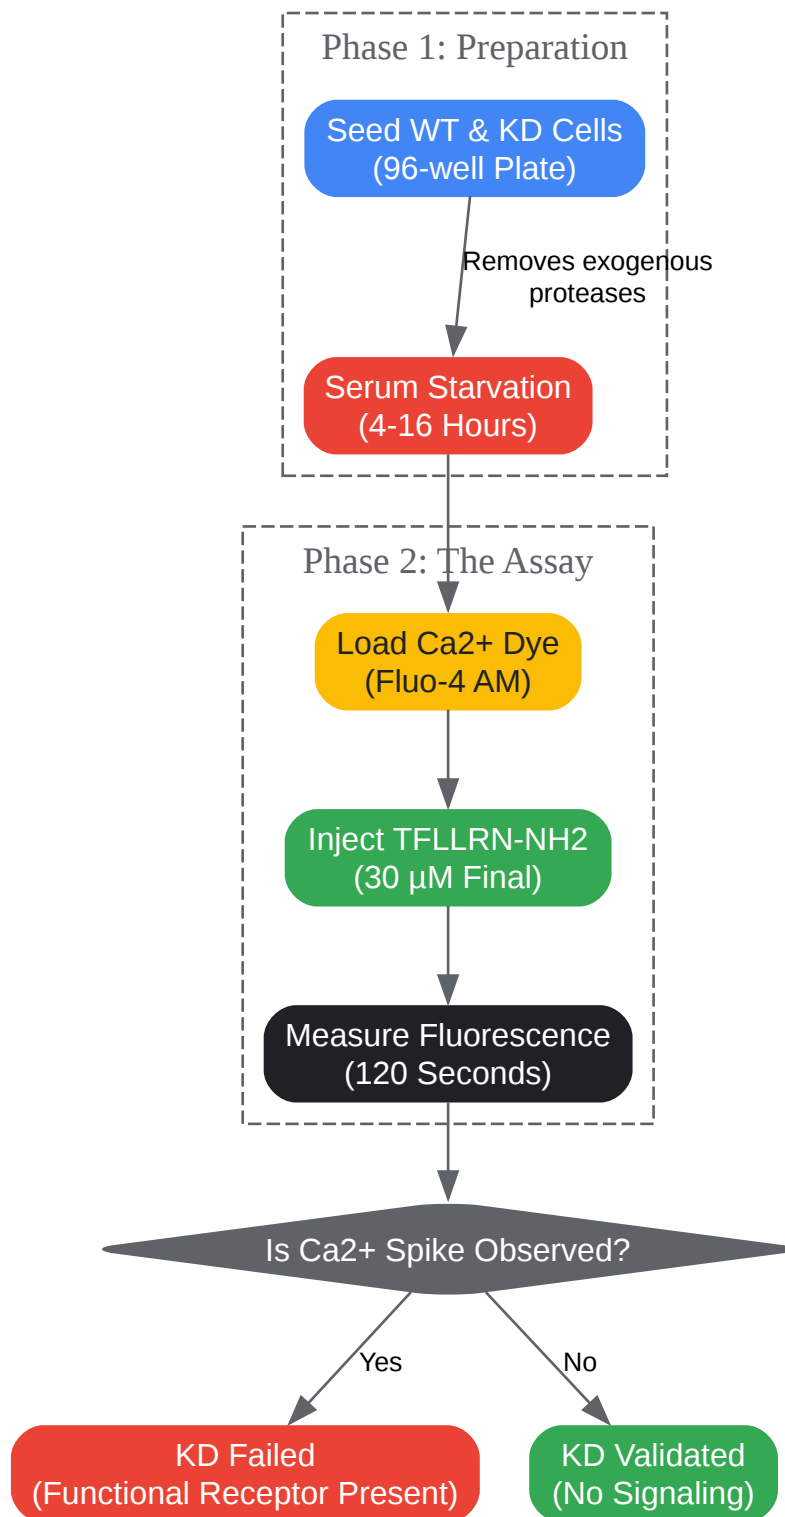 Phase 1: Preparation
Seed WT & KD Cells
(96-well Plate)
Removes exogenous
proteases
Serum Starvation
(4-16 Hours)
Phase 2: The Assay
Load Ca2+ Dye
(Fluo-4 AM)
Inject TFLLRN-NH2
(30 µM Final)
Measure Fluorescence
(120 Seconds)
Is Ca2+ Spike Observed?
Yes
No
KD Failed
(Functional Receptor Present)
KD Validated
(No Signaling)